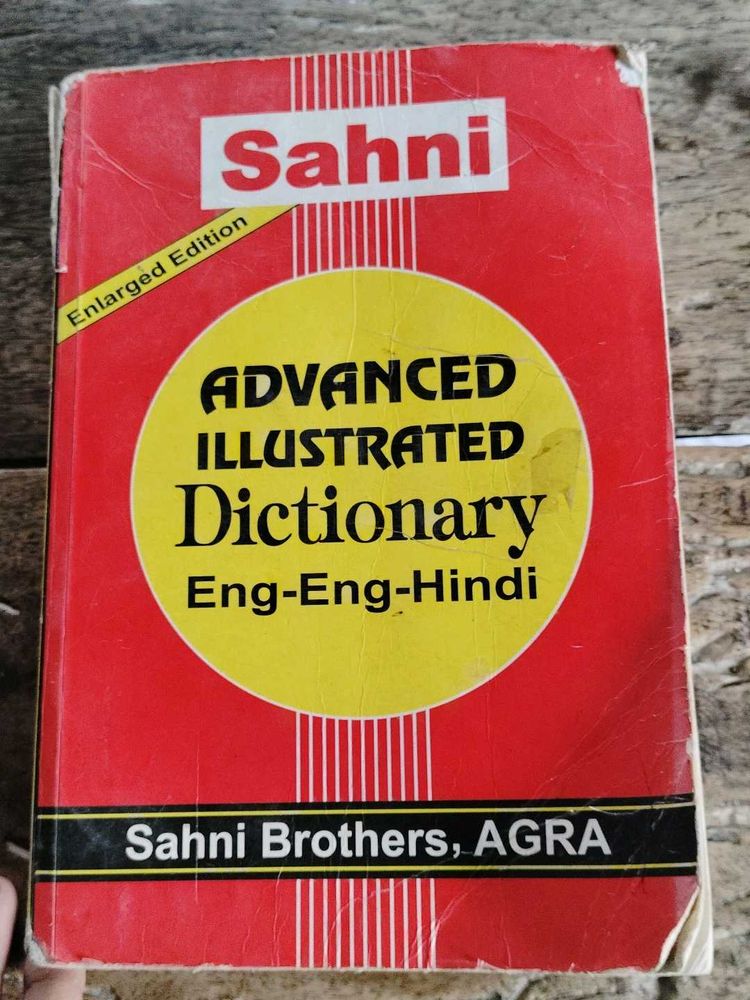 Sahni
Enlarged Edition
ADVANCED
ILLUSTRATED
Dictionary
Eng-Eng-Hindi
Sahni Brothers, AGRA